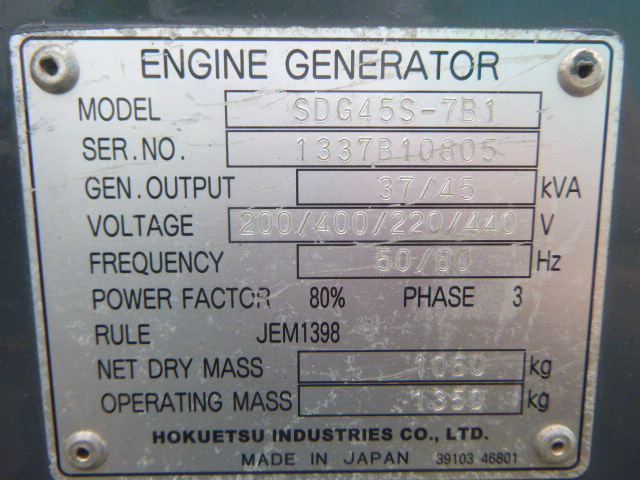 ENGINE GENERATOR
MODEL SDG45S-7B1
SER.NO. 1337B10805
GEN.OUTPUT 37/45 kVA
VOLTAGE 200/400/220/440 V
FREQUENCY 50/60 Hz
POWER FACTOR 80% PHASE 3
RULE JEM1398
NET DRY MASS 1060 kg
OPERATING MASS 1350 kg
HOKUETSU INDUSTRIES CO., LTD.
MADE IN JAPAN 39103 46801